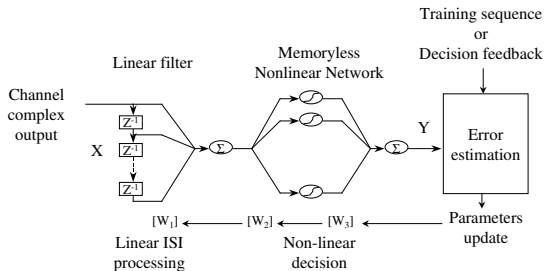 Training sequence
or
Decision feedback
Linear filter
Memoryless
Nonlinear Network
Channel
complex
output
X
Z-1
Z-1
Z-1
Σ
Σ
Y
Error
estimation
[W1]
[W2]
[W3]
Parameters
update
Linear ISI
processing
Non-linear
decision